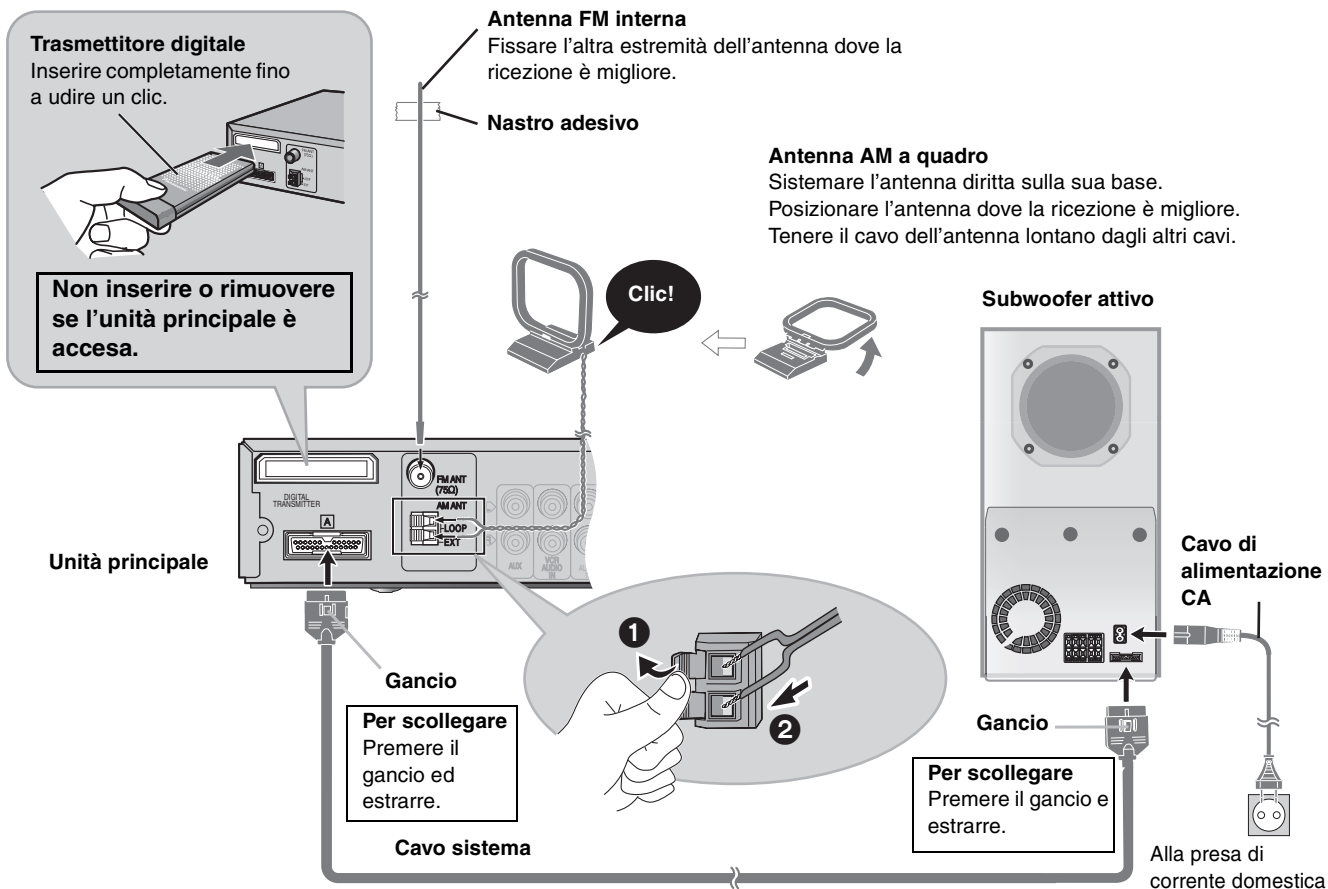 Trasmettitore digitale
Inserire completamente fino
a udire un clic.
Non inserire o rimuovere
se l'unità principale è
accesa.
Antenna FM interna
Fissare l'altra estremità dell'antenna dove la
ricezione è migliore.
Nastro adesivo
Antenna AM a quadro
Sistemare l'antenna diritta sulla sua base.
Posizionare l'antenna dove la ricezione è migliore.
Tenere il cavo dell'antenna lontano dagli altri cavi.
Clic!
Subwoofer attivo
DIGITAL
TRANSMITTER
A
FM ANT
(75Ω)
AM ANT
LOOP
EXT
AUX
VCR
AUDIO
IN
Unità principale
Cavo di
alimentazione
CA
Gancio
Per scollegare
Premere il
gancio ed
estrarre.
1
2
Gancio
Per scollegare
Premere il gancio e
estrarre.
Cavo sistema
Alla presa di
corrente domestica